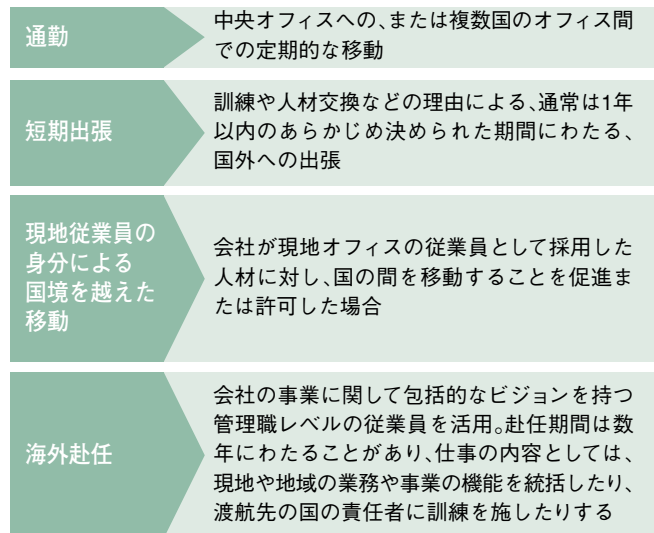 通勤
中央オフィスへの、または複数国のオフィス間
での定期的な移動
短期出張
訓練や人材交換などの理由による、通常は1年
以内のあらかじめ決められた期間にわたる、
国外への出張
現地従業員の
身分による
国境を越えた
移動
会社が現地オフィスの従業員として採用した
人材に対し、国の間を移動することを促進ま
たは許可した場合
海外赴任
会社の事業に関して包括的なビジョンを持つ
管理職レベルの従業員を活用。赴任期間は数
年にわたることがあり、仕事の内容としては、
現地や地域の業務や事業の機能を統括したり、
渡航先の国の責任者に訓練を施したりする